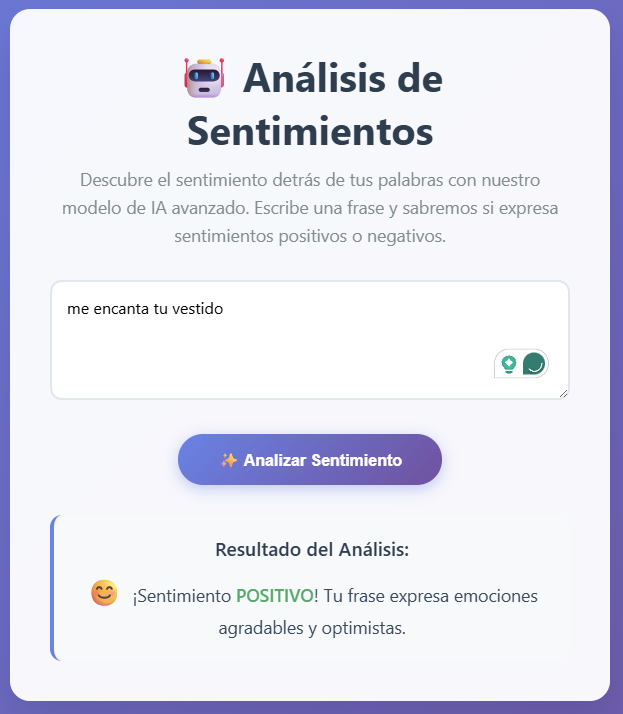 🤖 Análisis de
Sentimientos
Descubre el sentimiento detrás de tus palabras con nuestro
modelo de IA avanzado. Escribe una frase y sabremos si expresa
sentimientos positivos o negativos.
me encanta tu vestido
✨ Analizar Sentimiento
Resultado del Análisis:
😊 ¡Sentimiento POSITIVO! Tu frase expresa emociones
agradables y optimistas.